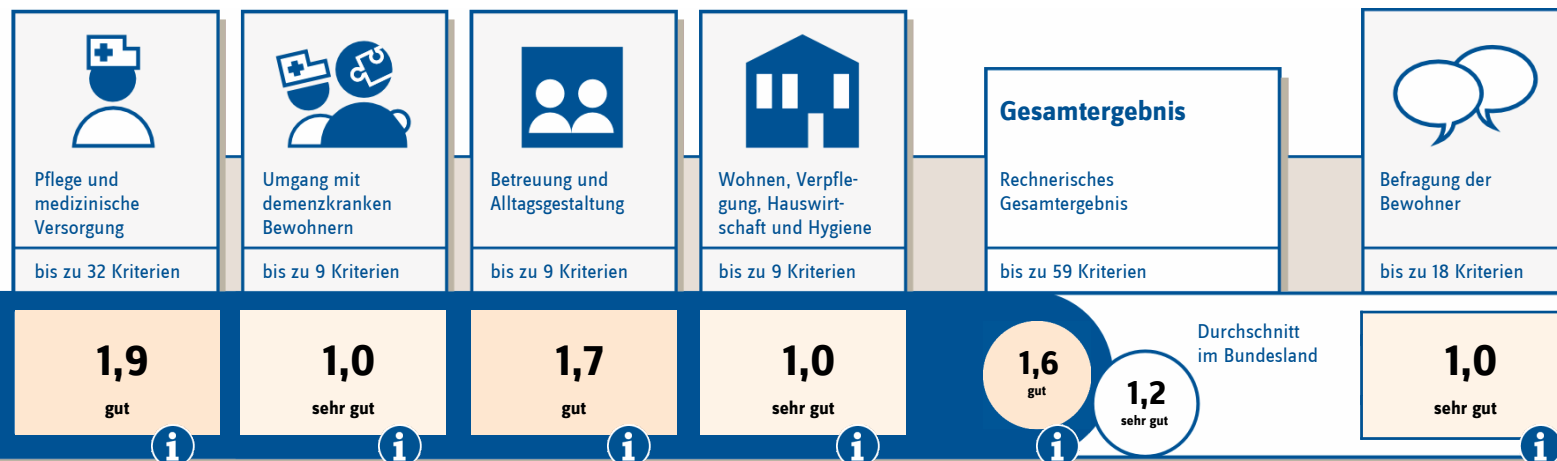 Pflege und
medizinische
Versorgung
bis zu 32 Kriterien
1,9
gut
Umgang mit
demenzkranken
Bewohnern
bis zu 9 Kriterien
1,0
sehr gut
Betreuung und
Alltagsgestaltung
bis zu 9 Kriterien
1,7
gut
Wohnen, Verpfle-
gung, Hauswirt-
schaft und Hygiene
bis zu 9 Kriterien
1,0
sehr gut
Gesamtergebnis
Rechnerisches
Gesamtergebnis
bis zu 59 Kriterien
1,6
gut
1,2
sehr gut
Durchschnitt
im Bundesland
Befragung der
Bewohner
bis zu 18 Kriterien
1,0
sehr gut